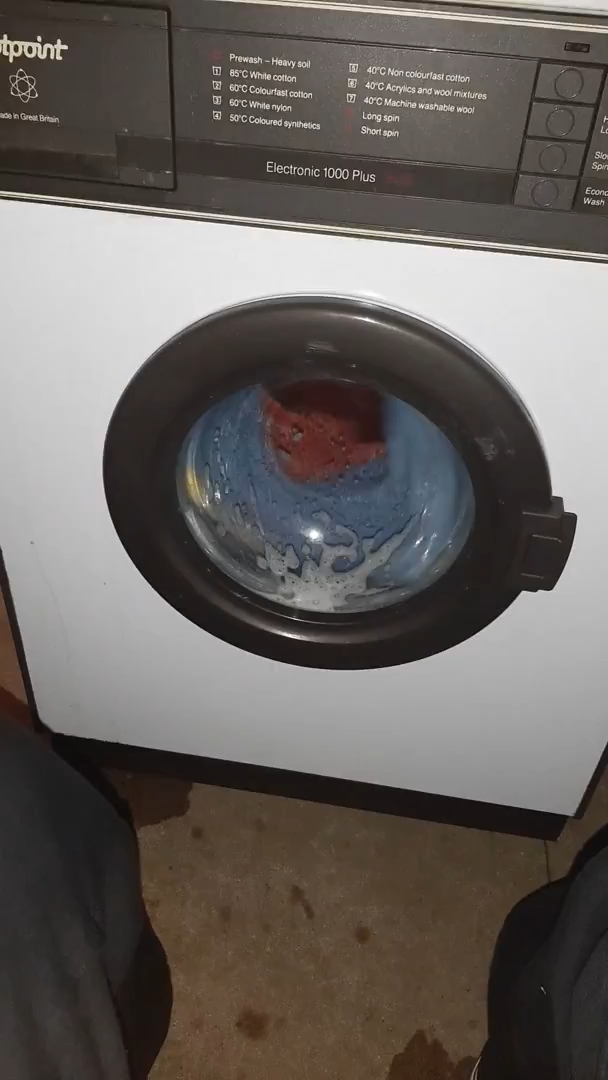 otpoint
ade in Great Britain
Prewash – Heavy soil
1 85°C White cotton
2 60°C Colourfast cotton
3 60°C White nylon
4 50°C Coloured synthetics
5 40°C Non colourfast cotton
6 40°C Acrylics and wool mixtures
7 40°C Machine washable wool
Long spin
Short spin
Electronic 1000 Plus
H
Lo
Slo
Spin
Econo
Wash